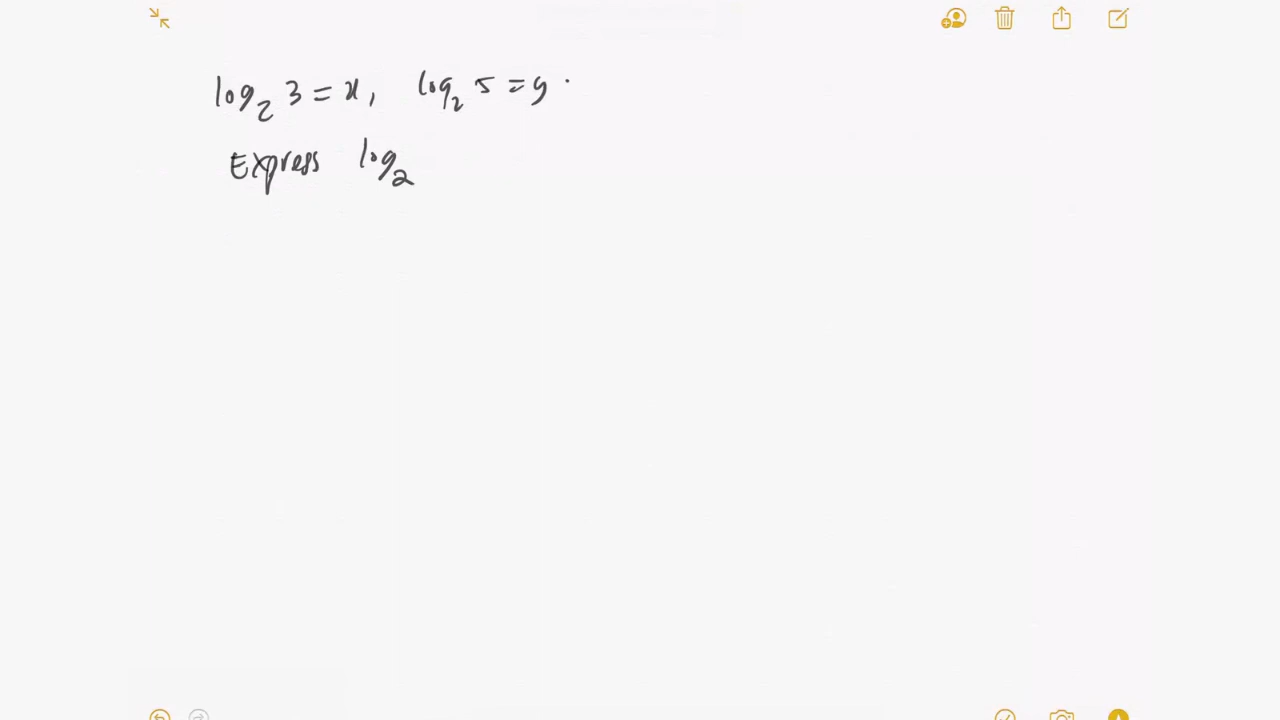 log₂ 3 = x, log₂ 5 = y .
Express log₂